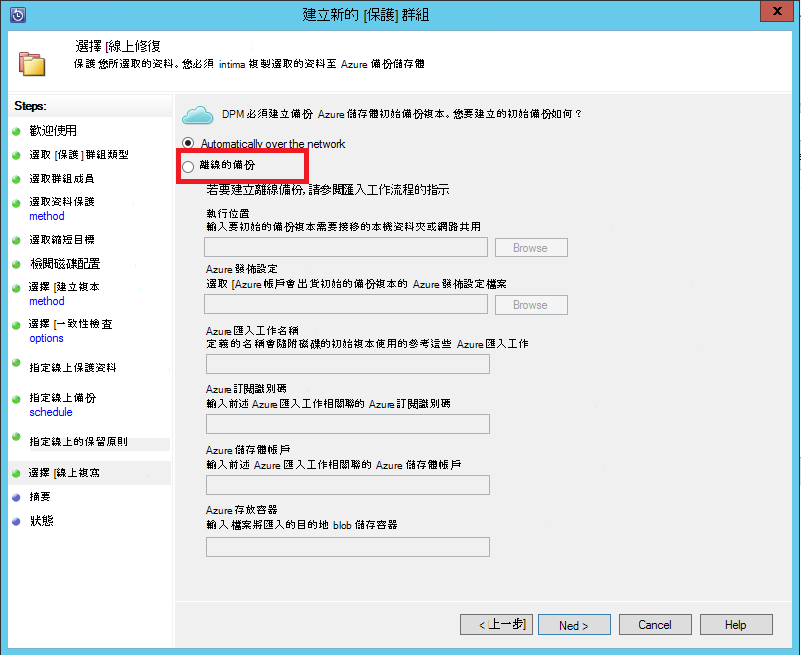 建立新的 [保護] 群組
x
選擇 [線上修復
保護您所選取的資料。您必須 intima 複製選取的資料至 Azure 備份儲存體
Steps:
歡迎使用
選取 [保護] 群組類型
選取群組成員
選取資料保護
method
選取縮短目標
檢閱磁碟配置
選擇 [建立複本
method
選擇 [一致性檢查
options
指定線上保護資料
指定線上備份
schedule
指定線上的保留原則
選擇 [線上複寫
摘要
狀態
DPM 必須建立備份 Azure 儲存體初始備份複本。您要建立的初始備份如何？
Automatically over the network
離線的備份
若要建立離線備份, 請參閱匯入工作流程的指示
執行位置
輸入要初始的備份複本需要接移的本機資料夾或網路共用
Browse
Azure 發佈設定
選取 [Azure 帳戶會出貨初始的備份複本的 Azure 發佈設定檔案
Browse
Azure 匯入工作名稱
定義的名稱會隨附磁碟的初始複本使用的參考這些 Azure 匯入工作
Azure 訂閱識別碼
輸入前述 Azure 匯入工作相關聯的 Azure 訂閱識別碼
Azure 儲存體帳戶
輸入前述 Azure 匯入工作相關聯的 Azure 儲存體帳戶
Azure 存放容器
輸入檔案將匯入的目的地 blob 儲存容器
< [上一步]
Ned >
Cancel
Help